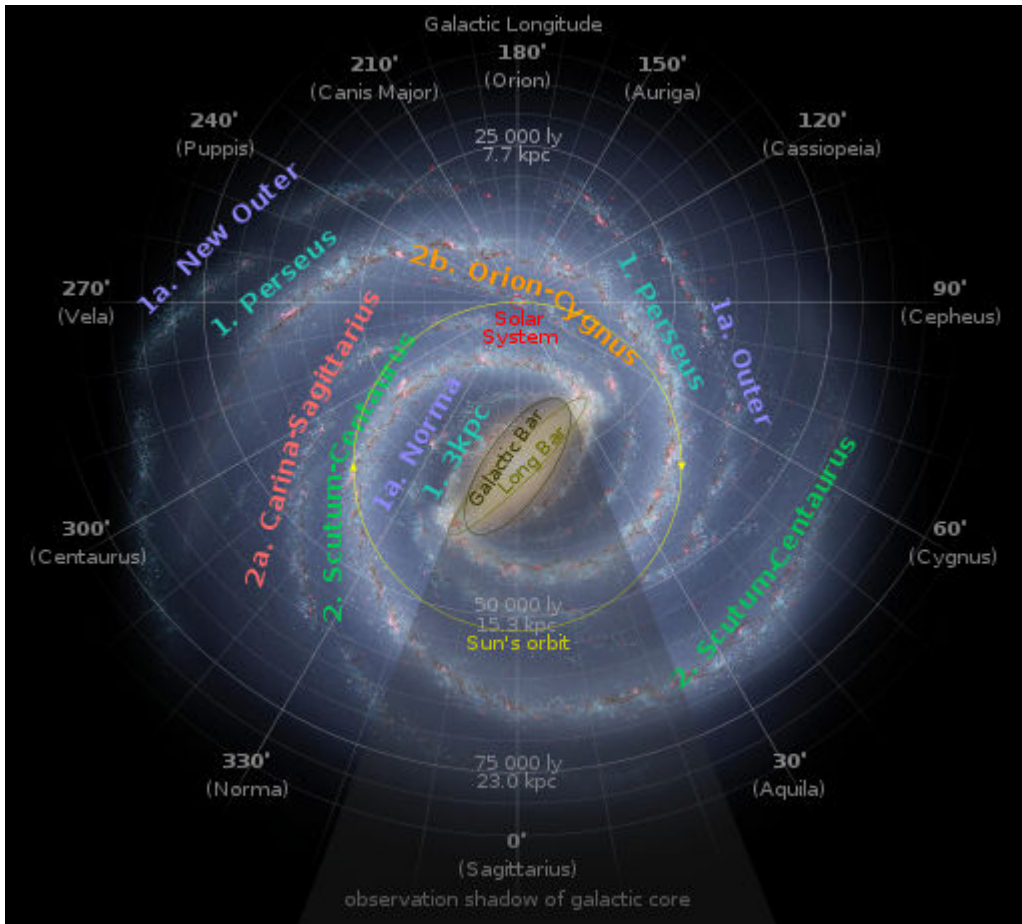 Galactic Longitude
180'
(Orion)
210'
(Canis Major)
150'
(Auriga)
240'
(Puppis)
120'
(Cassiopeia)
25 000 ly
7.7 kpc
1a. New Outer
1. Perseus
2b. Orion-Cygnus
1. Perseus
1a. Outer
270'
(Vela)
90'
(Cepheus)
Solar
System
2a. Carina-Sagittarius
2. Scutum-Centaurus
1a. Norma
1. 3kpc
Galactic Bar
Long Bar
2. Scutum-Centaurus
300'
(Centaurus)
60'
(Cygnus)
50 000 ly
15.3 kpc
Sun's orbit
330'
(Norma)
75 000 ly
23.0 kpc
30'
(Aquila)
0'
(Sagittarius)
observation shadow of galactic core